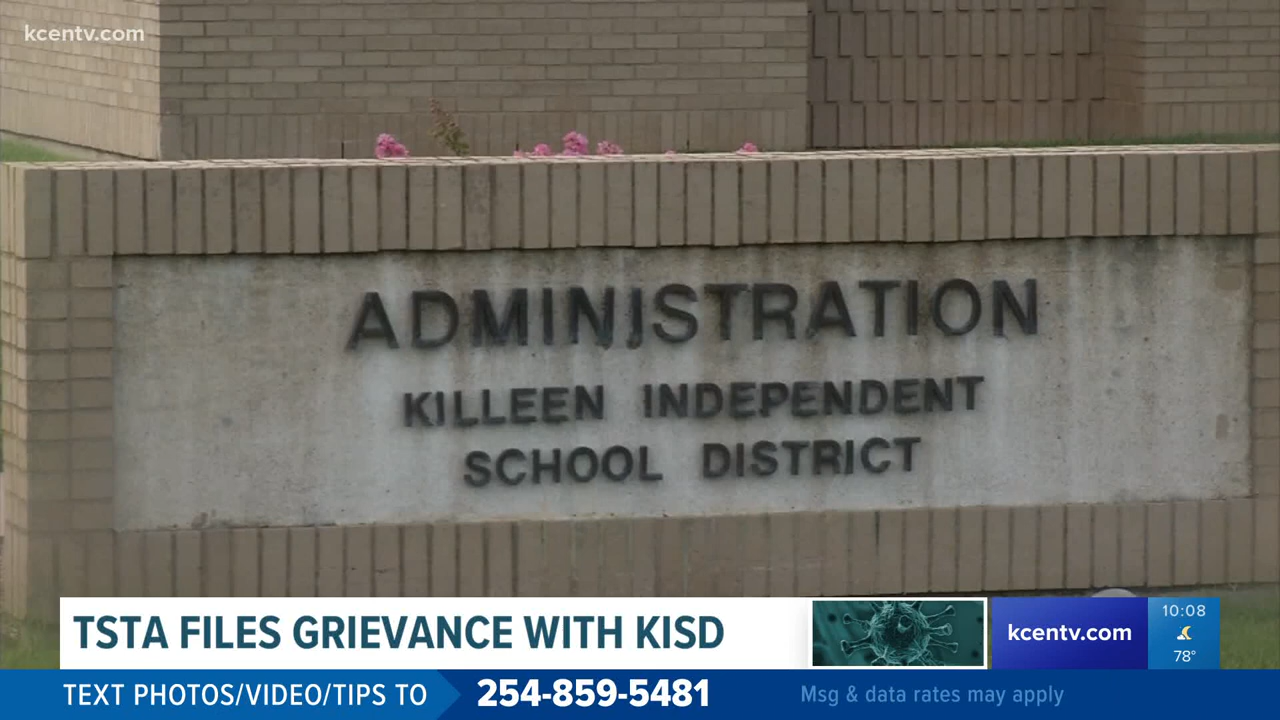 kcentv.com
ADMINISTRATION
KILLEEN INDEPENDENT
SCHOOL DISTRICT
TSTA FILES GRIEVANCE WITH KISD
kcentv.com
10:08
78°
TEXT PHOTOS/VIDEO/TIPS TO 254-859-5481 Msg & data rates may apply